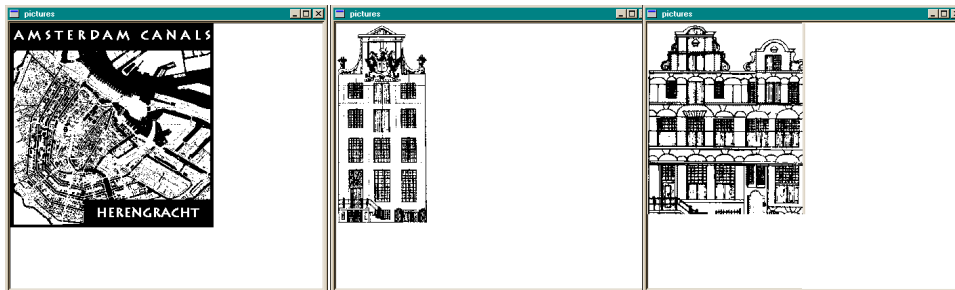 pictures
pictures
pictures
AMSTERDAM CANALS
HERENGRACHT